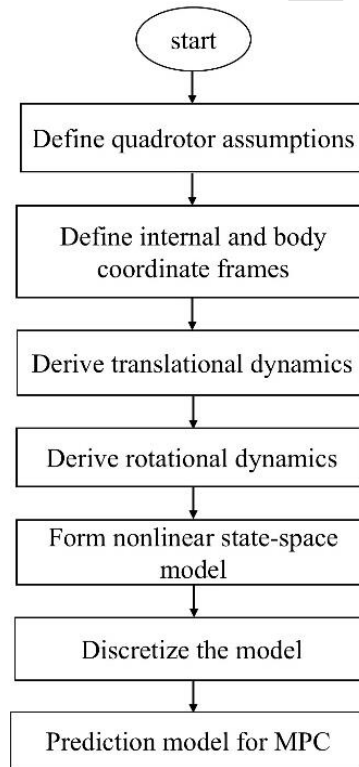 start
Define quadrotor assumptions
Define internal and body
coordinate frames
Derive translational dynamics
Derive rotational dynamics
Form nonlinear state-space
model
Discretize the model
Prediction model for MPC